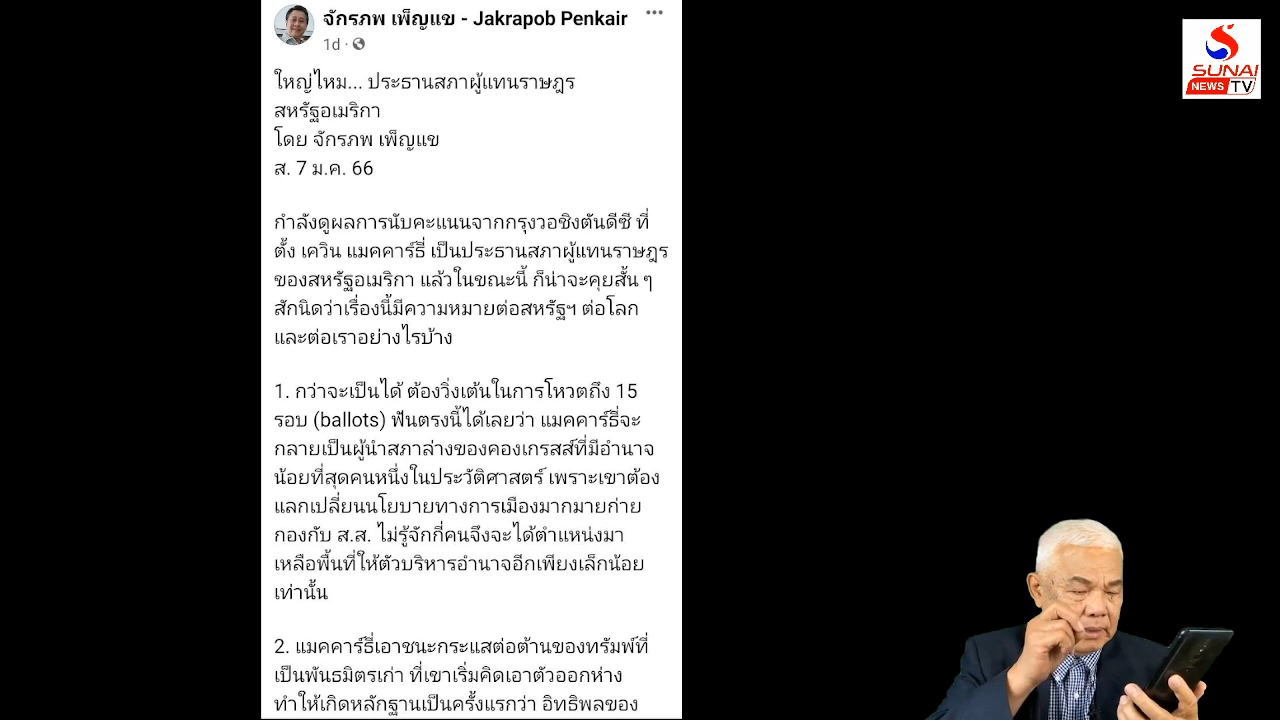 จักรภพ เพ็ญแข - Jakrapob Penkair
1d
SUNAI
NEWS TV
ใหญ่ไหม... ประธานสภาผู้แทนราษฎร
สหรัฐอเมริกา
โดย จักรภพ เพ็ญแข
ส. 7 ม.ค. 66
กำลังดูผลการนับคะแนนจากกรุงวอชิงตันดีซี ที่
ตั้ง เควิน แมคคาร์ธี่ เป็นประธานสภาผู้แทนราษฎร
ของสหรัฐอเมริกา แล้วในขณะนี้ ก็น่าจะคุยสั้น ๆ
สักนิดว่าเรื่องนี้มีความหมายต่อสหรัฐฯ ต่อโลก
และต่อเราอย่างไรบ้าง
1. กว่าจะเป็นได้ ต้องวิ่งเต้นในการโหวตถึง 15
รอบ (ballots) ฟันตรงนี้ได้เลยว่า แมคคาร์ธี่จะ
กลายเป็นผู้นำสภาล่างของคองเกรสส์ที่มีอำนาจ
น้อยที่สุดคนหนึ่งในประวัติศาสตร์ เพราะเขาต้อง
แลกเปลี่ยนนโยบายทางการเมืองมากมายก่าย
กองกับ ส.ส. ไม่รู้จักกี่คนจึงจะได้ตำแหน่งมา
เหลือพื้นที่ให้ตัวบริหารอำนาจอีกเพียงเล็กน้อย
เท่านั้น
2. แมคคาร์ธี่เอาชนะกระแสต่อต้านของทรัมพ์ที่
เป็นพันธมิตรเก่า ที่เขาเริ่มคิดเอาตัวออกห่าง
ทำให้เกิดหลักฐานเป็นครั้งแรกว่า อิทธิพลของ